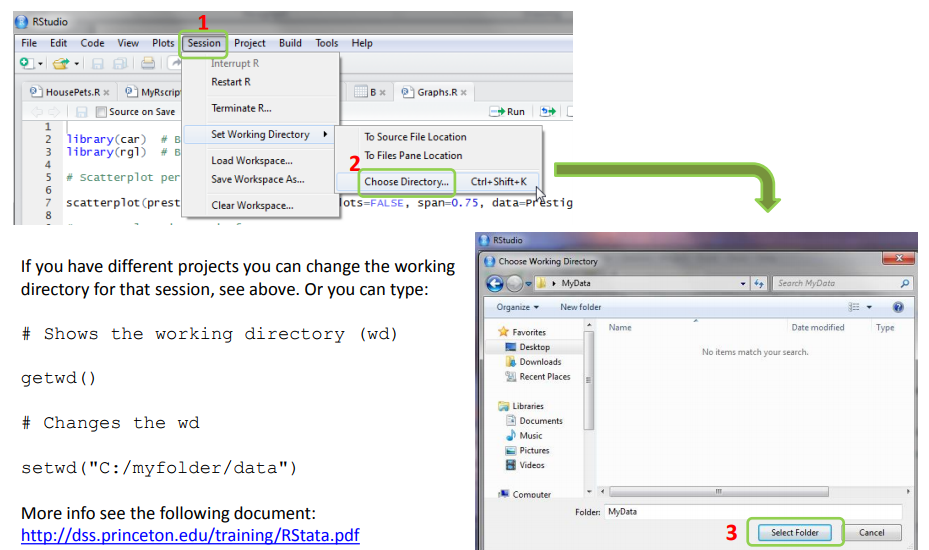 RStudio
1
File Edit Code View Plots Session Project Build Tools Help
Interrupt R
Restart R
Terminate R...
Set Working Directory
Load Workspace...
Save Workspace As...
Clear Workspace...
To Source File Location
To Files Pane Location
2
Choose Directory... Ctrl+Shift+K
HousePets.R MyRscrip B Graphs.R
Source on Save Run
1
2 library(car) # B
3 library(rgl) # B
4
5 # Scatterplot per
6
7 scatterplot(prest lots=FALSE, span=0.75, data=Prestig
8
If you have different projects you can change the working
directory for that session, see above. Or you can type:
# Shows the working directory (wd)
getwd()
# Changes the wd
setwd("C:/myfolder/data")
More info see the following document:
http://dss.princeton.edu/training/RStata.pdf
RStudio
Choose Working Directory
MyData Search MyData
Organize New folder
Favorites
Desktop
Downloads
Recent Places
Libraries
Documents
Music
Pictures
Videos
Computer
Name Date modified Type
No items match your search.
Folder: MyData
3 Select Folder Cancel